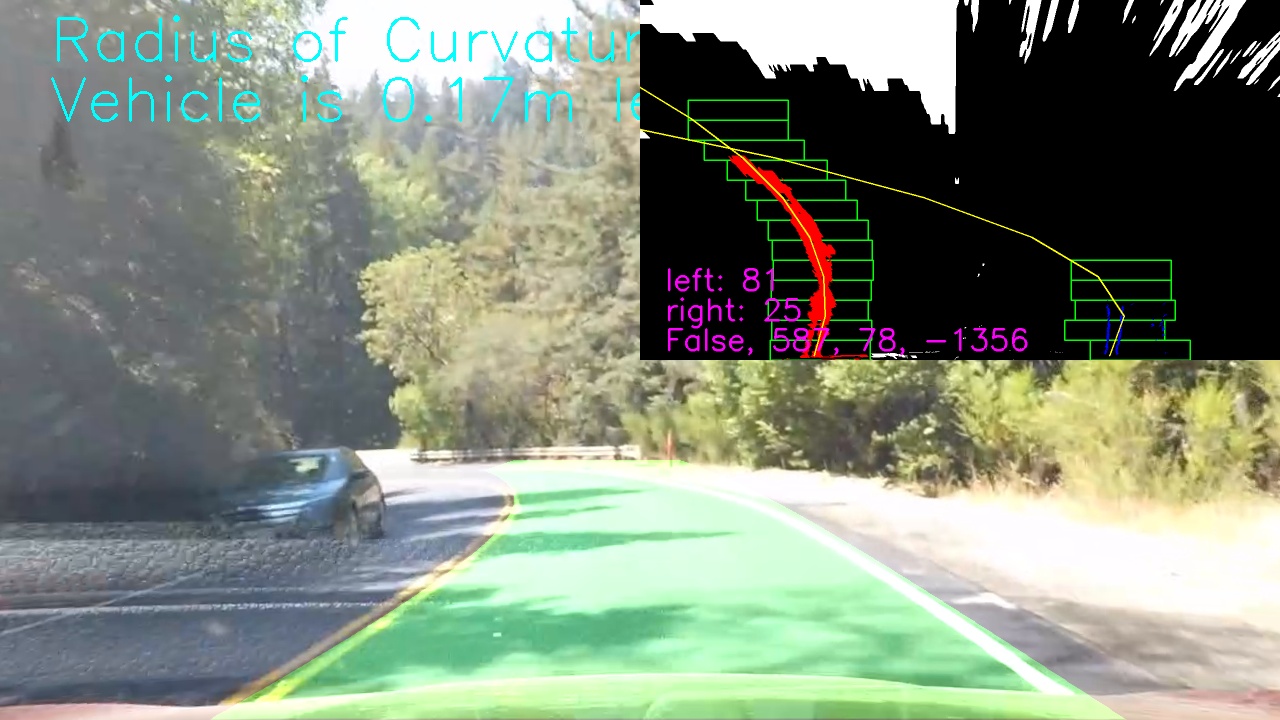 Radius of Curvatur
Vehicle is 0.17m le
left: 81
right: 25
False, 587, 78, −1356